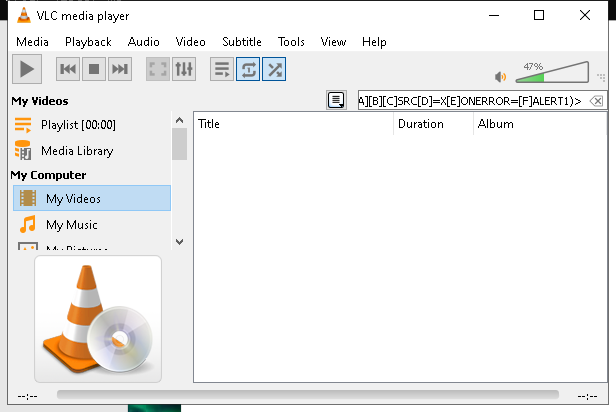 VLC media player
Media Playback Audio Video Subtitle Tools View Help
47%
My Videos
A][B][C]SRC[D]=X[E]ONERROR=[F]ALERT1)>
Playlist [00:00]
Title Duration Album
Media Library
My Computer
My Videos
My Music
My Pictures
--:-- --:--